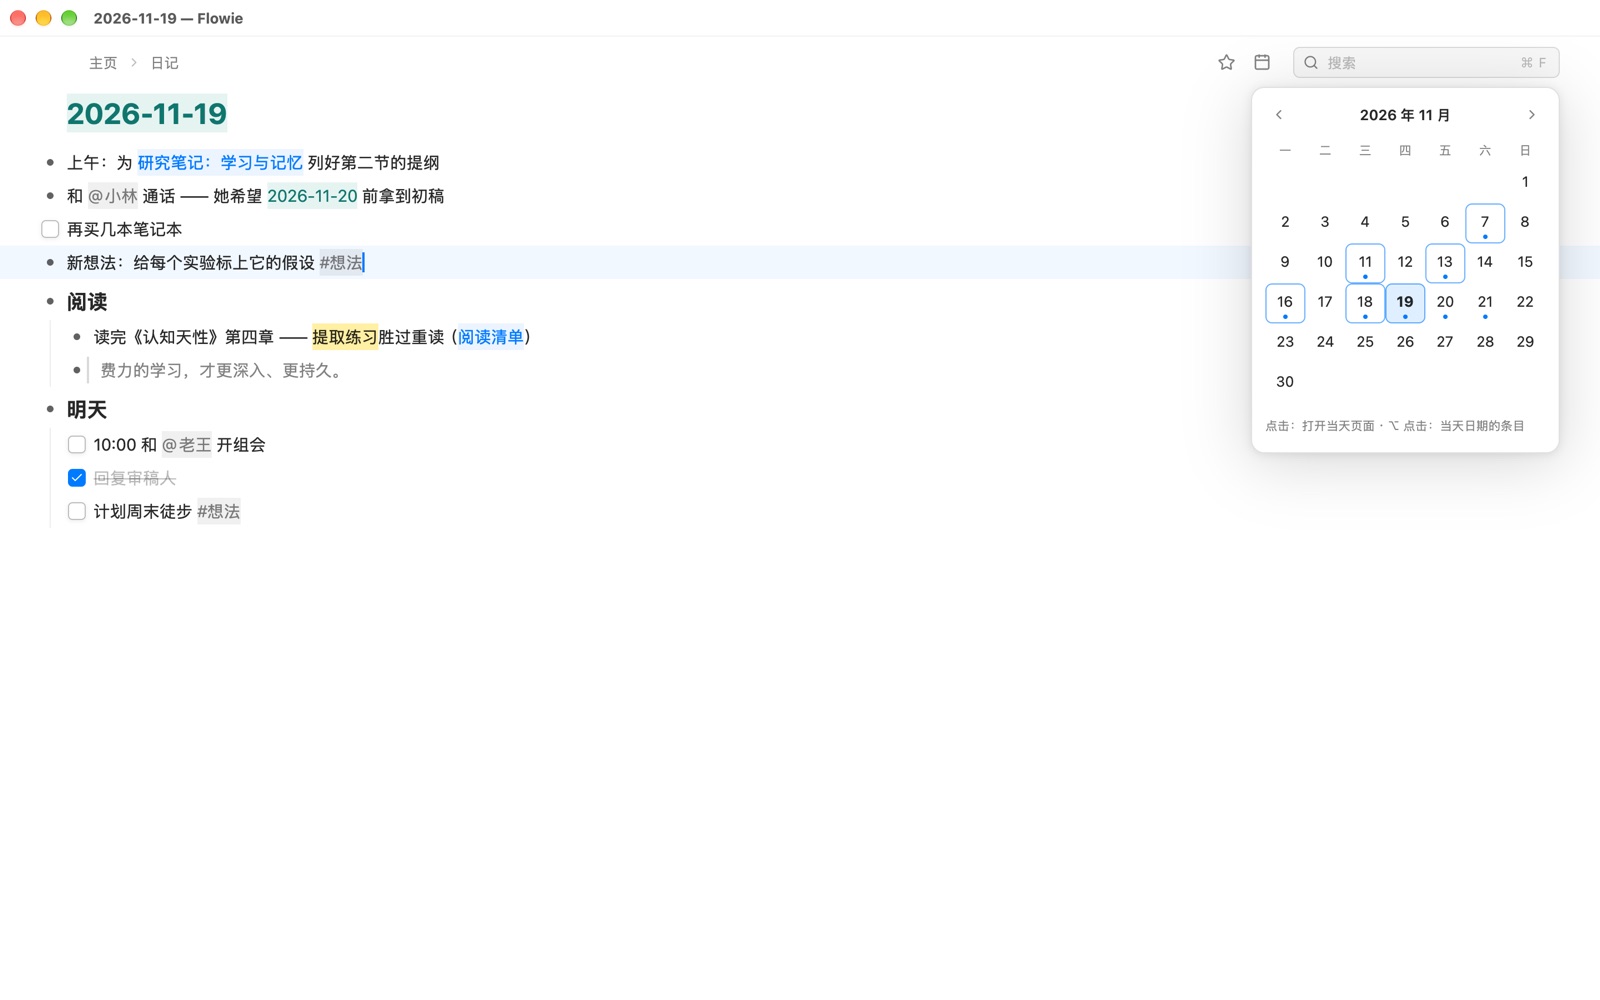 2026-11-19 — Flowie
主页 > 日记
搜索 ⌘ F
2026-11-19
上午：为 研究笔记：学习与记忆 列好第二节的提纲
和 @小林 通话 —— 她希望 2026-11-20 前拿到初稿
再买几本笔记本
新想法：给每个实验标上它的假设 #想法
阅读
读完《认知天性》第四章 —— 提取练习胜过重读（阅读清单）
费力的学习，才更深入、更持久。
明天
10:00 和 @老王 开组会
回复审稿人
计划周末徒步 #想法
2026 年 11 月
一 二 三 四 五 六 日
1
2 3 4 5 6 7 8
9 10 11 12 13 14 15
16 17 18 19 20 21 22
23 24 25 26 27 28 29
30
点击：打开当天页面 · ⌥ 点击：当天日期的条目